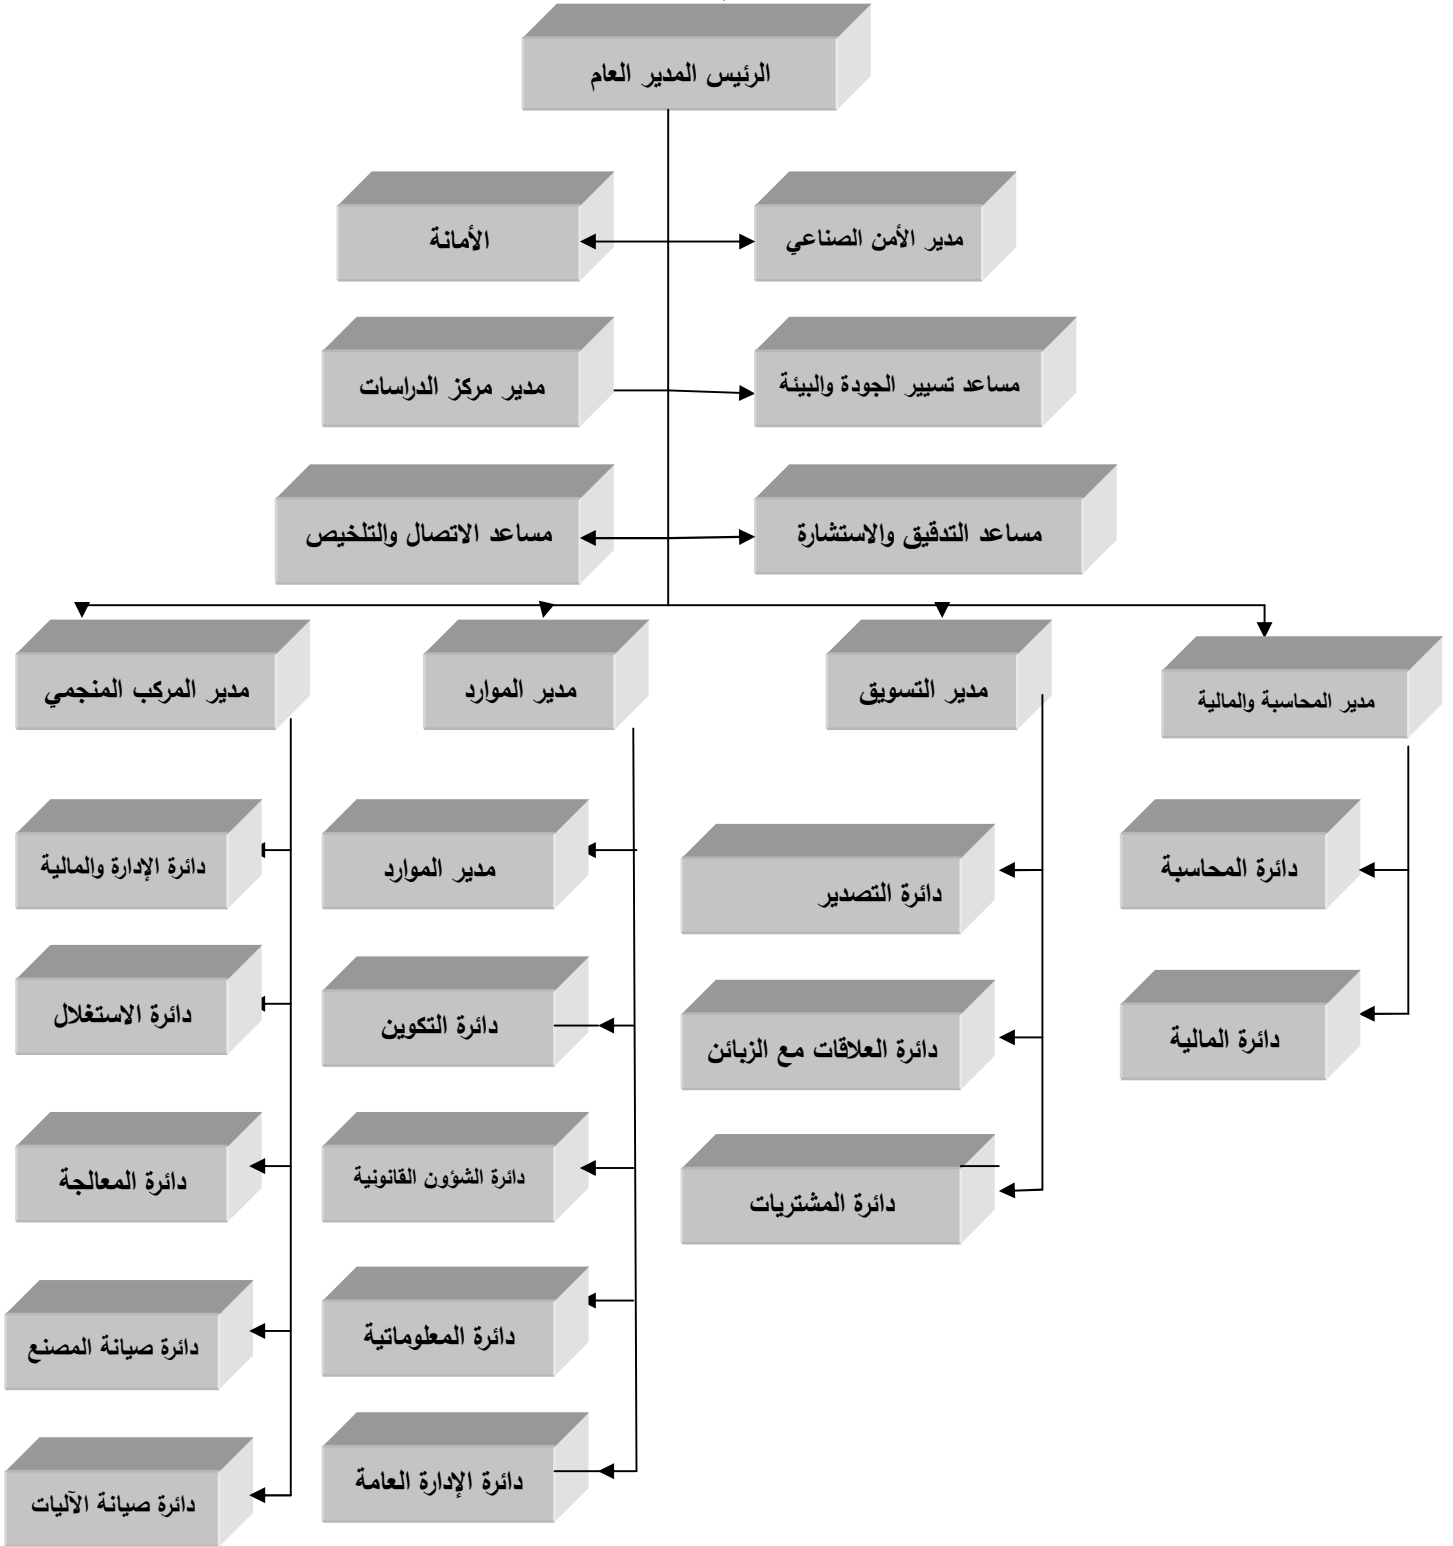 الرئيس المدير العام
مدير الأمن الصناعي
الأمانة
مساعد تسيير الجودة والبيئة
مدير مركز الدراسات
مساعد التدقيق والاستشارة
مساعد الاتصال والتلخيص
مدير المحاسبة والمالية
مدير التسويق
مدير الموارد
مدير المركب المنجمي
دائرة المحاسبة
دائرة المالية
دائرة التصدير
دائرة العلاقات مع الزبائن
دائرة المشتريات
مدير الموارد
دائرة التكوين
دائرة الشؤون القانونية
دائرة المعلوماتية
دائرة الإدارة العامة
دائرة الإدارة والمالية
دائرة الاستغلال
دائرة المعالجة
دائرة صيانة المصنع
دائرة صيانة الآليات